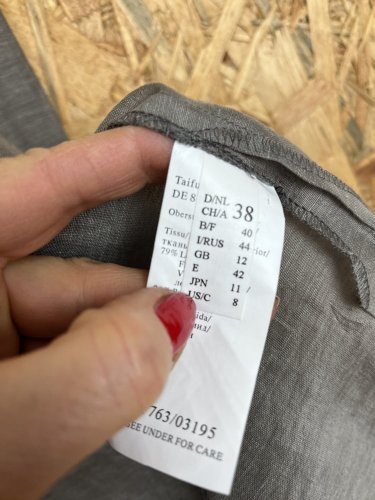 Taifu
DE 8
Oberst
Tissu/
ткань
79% L
D/NL
CH/A 38
B/F 40
I/RUS 44
GB 12
E 42
JPN 11
US/C 8
763/03195
SEE UNDER FOR CARE